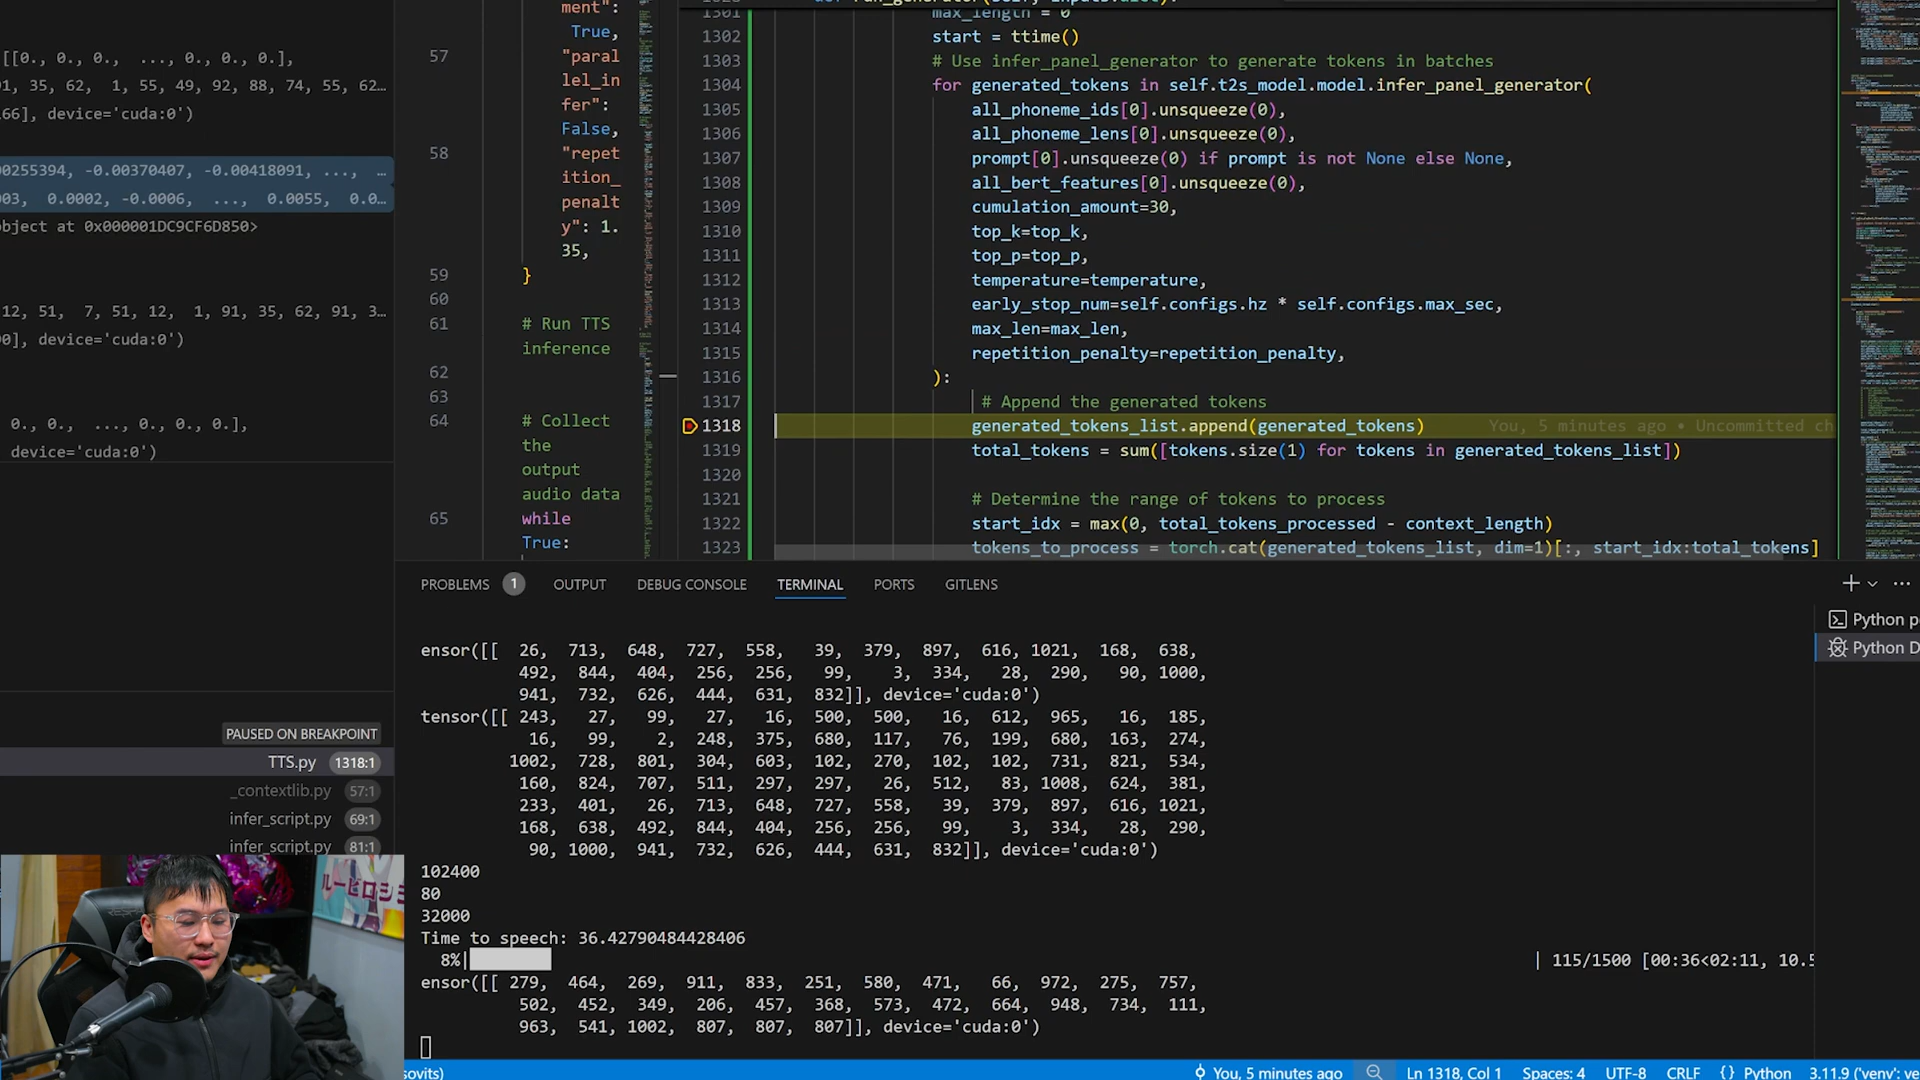 [[0., 0., 0., ..., 0., 0., 0.],
1, 35, 62, 1, 55, 49, 92, 88, 74, 55, 62…
66], device='cuda:0')
00255394, -0.00370407, -0.00418091, ..., …
003, 0.0002, -0.0006, ..., 0.0055, 0.0…
object at 0x000001DC9CF6D850>
12, 51, 7, 51, 12, 1, 91, 35, 62, 91, 3…
0], device='cuda:0')
0., 0., ..., 0., 0., 0.],
device='cuda:0')
PAUSED ON BREAKPOINT
TTS.py 1318:1
_contextlib.py 57:1
infer_script.py 69:1
infer_script.py 81:1
ment":
True,
57 "paral
lel_in
fer":
False,
58 "repet
ition_
penalt
y": 1.
35,
59 }
60
61 # Run TTS
inference
62
63
64 # Collect
the
output
audio data
65 while
True:
1301 max_length = 0
1302 start = ttime()
1303 # Use infer_panel_generator to generate tokens in batches
1304 for generated_tokens in self.t2s_model.model.infer_panel_generator(
1305 all_phoneme_ids[0].unsqueeze(0),
1306 all_phoneme_lens[0].unsqueeze(0),
1307 prompt[0].unsqueeze(0) if prompt is not None else None,
1308 all_bert_features[0].unsqueeze(0),
1309 cumulation_amount=30,
1310 top_k=top_k,
1311 top_p=top_p,
1312 temperature=temperature,
1313 early_stop_num=self.configs.hz * self.configs.max_sec,
1314 max_len=max_len,
1315 repetition_penalty=repetition_penalty,
1316 ):
1317 # Append the generated tokens
1318 generated_tokens_list.append(generated_tokens) You, 5 minutes ago • Uncommitted ch
1319 total_tokens = sum([tokens.size(1) for tokens in generated_tokens_list])
1320
1321 # Determine the range of tokens to process
1322 start_idx = max(0, total_tokens_processed - context_length)
1323 tokens_to_process = torch.cat(generated_tokens_list, dim=1)[:, start_idx:total_tokens]
PROBLEMS 1 OUTPUT DEBUG CONSOLE TERMINAL PORTS GITLENS
Python p
Python D
ensor([[ 26, 713, 648, 727, 558, 39, 379, 897, 616, 1021, 168, 638,
492, 844, 404, 256, 256, 99, 3, 334, 28, 290, 90, 1000,
941, 732, 626, 444, 631, 832]], device='cuda:0')
tensor([[ 243, 27, 99, 27, 16, 500, 500, 16, 612, 965, 16, 185,
16, 99, 2, 248, 375, 680, 117, 76, 199, 680, 163, 274,
1002, 728, 801, 304, 603, 102, 270, 102, 102, 731, 821, 534,
160, 824, 707, 511, 297, 297, 26, 512, 83, 1008, 624, 381,
233, 401, 26, 713, 648, 727, 558, 39, 379, 897, 616, 1021,
168, 638, 492, 844, 404, 256, 256, 99, 3, 334, 28, 290,
90, 1000, 941, 732, 626, 444, 631, 832]], device='cuda:0')
102400
80
32000
Time to speech: 36.42790484428406
8%| | 115/1500 [00:36<02:11, 10.5
ensor([[ 279, 464, 269, 911, 833, 251, 580, 471, 66, 972, 275, 757,
502, 452, 349, 206, 457, 368, 573, 472, 664, 948, 734, 111,
963, 541, 1002, 807, 807, 807]], device='cuda:0')
sovits) You, 5 minutes ago Ln 1318, Col 1 Spaces: 4 UTF-8 CRLF {} Python 3.11.9 ('venv': ve